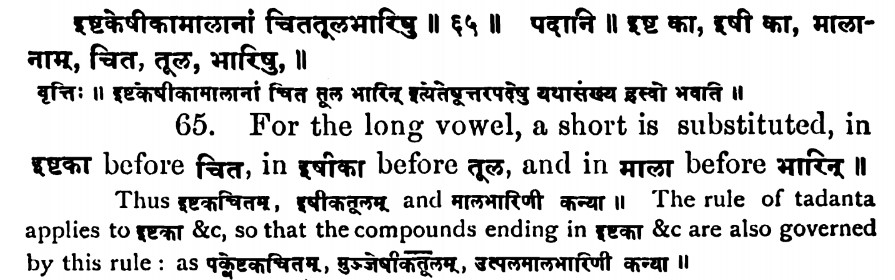 इष्टकेषीकामालानां चिततूलभारिषु ॥ ६५ ॥ पदानि ॥ इष्ट का, इषी का, माला-
नाम्, चित, तूल, भारिषु, ॥
वृत्तिः ॥ इष्टकेषीकामालानां चित तूल भारिन् इत्येतेषूत्तरपदेषु यथासंख्य ह्रस्वो भवति ॥
65. For the long vowel, a short is substituted, in
इष्टका before चित, in इषीका before तूल, and in माला before भारिन् ॥
Thus इष्टकचितम्, इषीकतूलम् and मालभारिणी कन्या ॥ The rule of tadanta
applies to इष्टका &c, so that the compounds ending in इष्टका &c are also governed
by this rule : as पक्वेष्टकचितम्, मुञ्जेषीकतूलम्, उत्पलमालभारिणी कन्या ॥